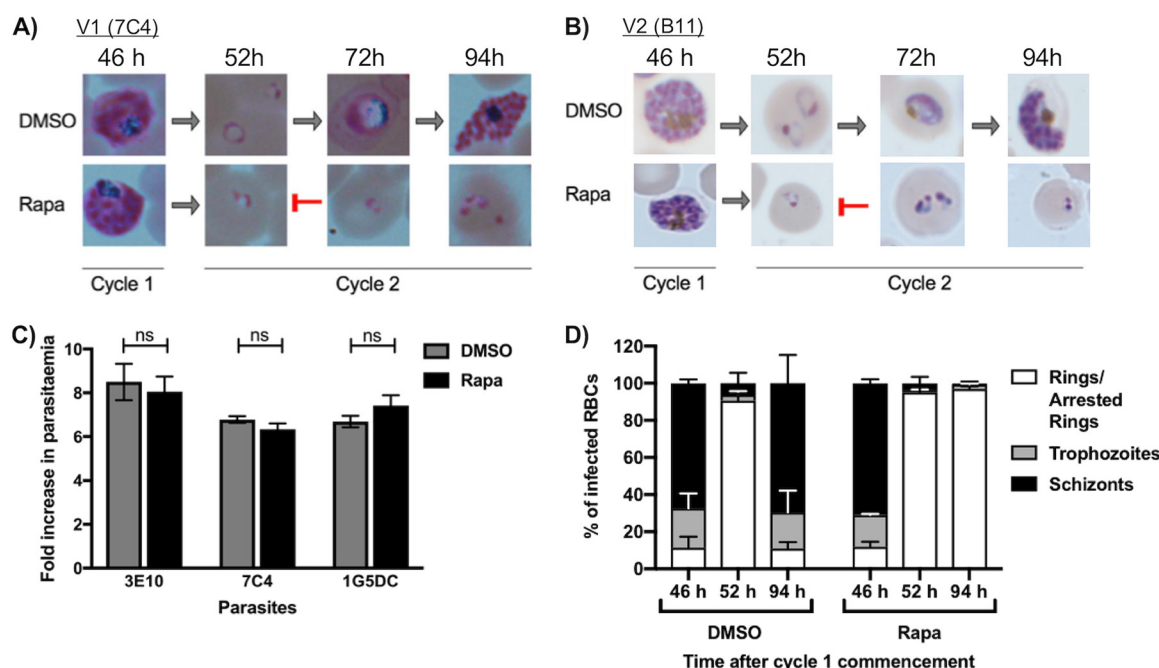 A)
V1 (7C4)
46 h 52h 72h 94h
DMSO
Rapa
Cycle 1 Cycle 2
B)
V2 (B11)
46 h 52h 72h 94h
DMSO
Rapa
Cycle 1 Cycle 2
C)
Fold increase in parasitaemia
10
8
6
4
2
0
ns ns ns
DMSO
Rapa
3E10 7C4 1G5DC
Parasites
D)
% of infected RBCs
120
100
80
60
40
20
0
Rings/
Arrested
Rings
Trophozoites
Schizonts
46 h 52 h 94 h 46 h 52 h 94 h
DMSO Rapa
Time after cycle 1 commencement